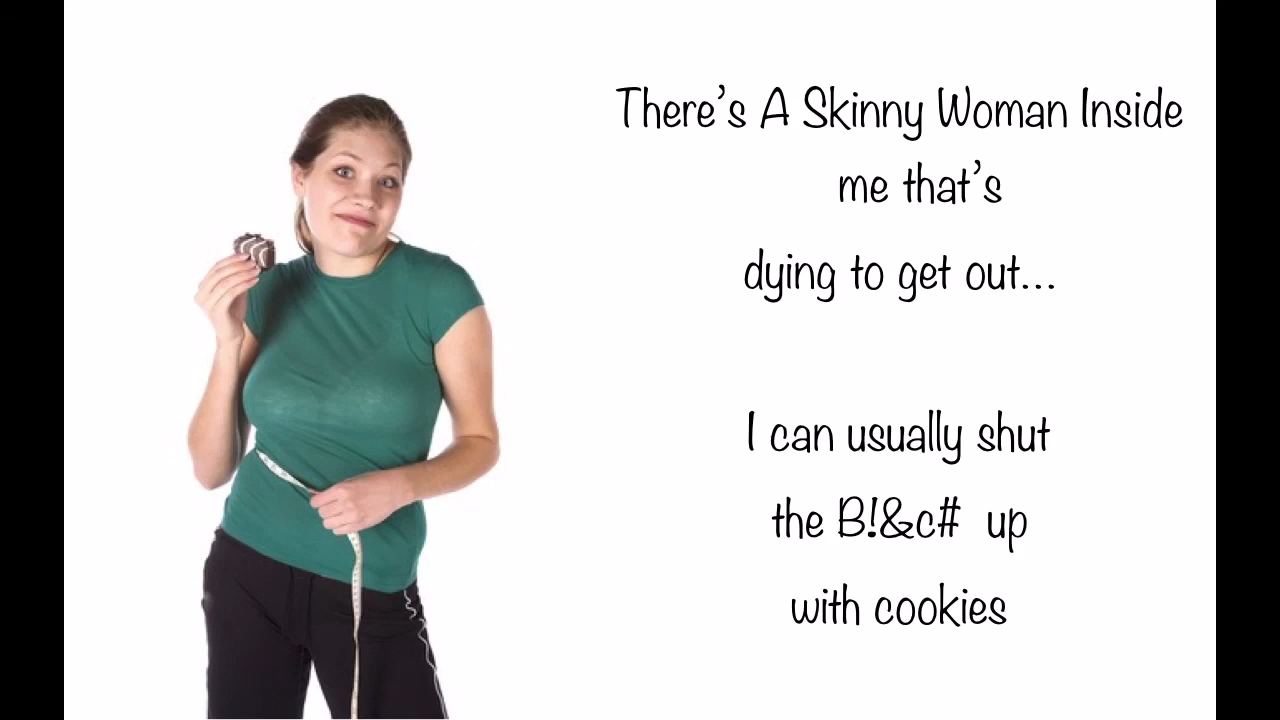 There's A Skinny Woman Inside
me that's
dying to get out...
I can usually shut
the B!&c# up
with cookies